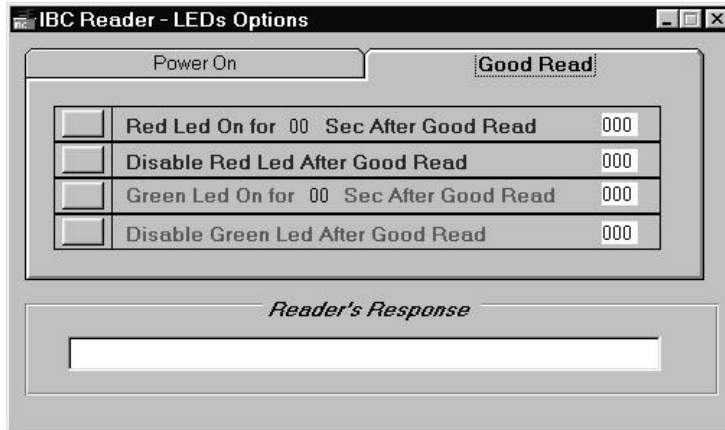 IBC Reader - LEDs Options
Power On Good Read
Red Led On for 00 Sec After Good Read 000
Disable Red Led After Good Read 000
Green Led On for 00 Sec After Good Read 000
Disable Green Led After Good Read 000
Reader's Response